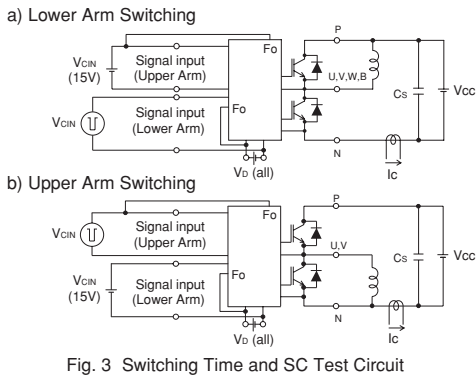 a) Lower Arm Switching
P
Fo
VCIN
(15V)
Signal input
(Upper Arm)
U,V,W,B
CS
VCC
VCIN
Signal input
(Lower Arm)
Fo
N
VD (all)
Ic
b) Upper Arm Switching
P
Fo
VCIN
Signal input
(Upper Arm)
U,V
CS
VCC
VCIN
(15V)
Signal input
(Lower Arm)
Fo
N
VD (all)
Ic
Fig. 3 Switching Time and SC Test Circuit